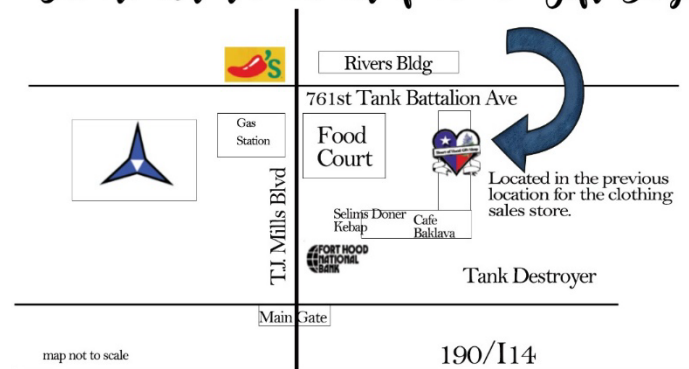 's
Rivers Bldg
761st Tank Battalion Ave
Gas
Station
Food
Court
Located in the previous
location for the clothing
sales store.
T.J. Mills Blvd
Selims Doner
Kebap
Cafe
Baklava
FORT HOOD
NATIONAL
BANK
Tank Destroyer
Main Gate
map not to scale
190/I14